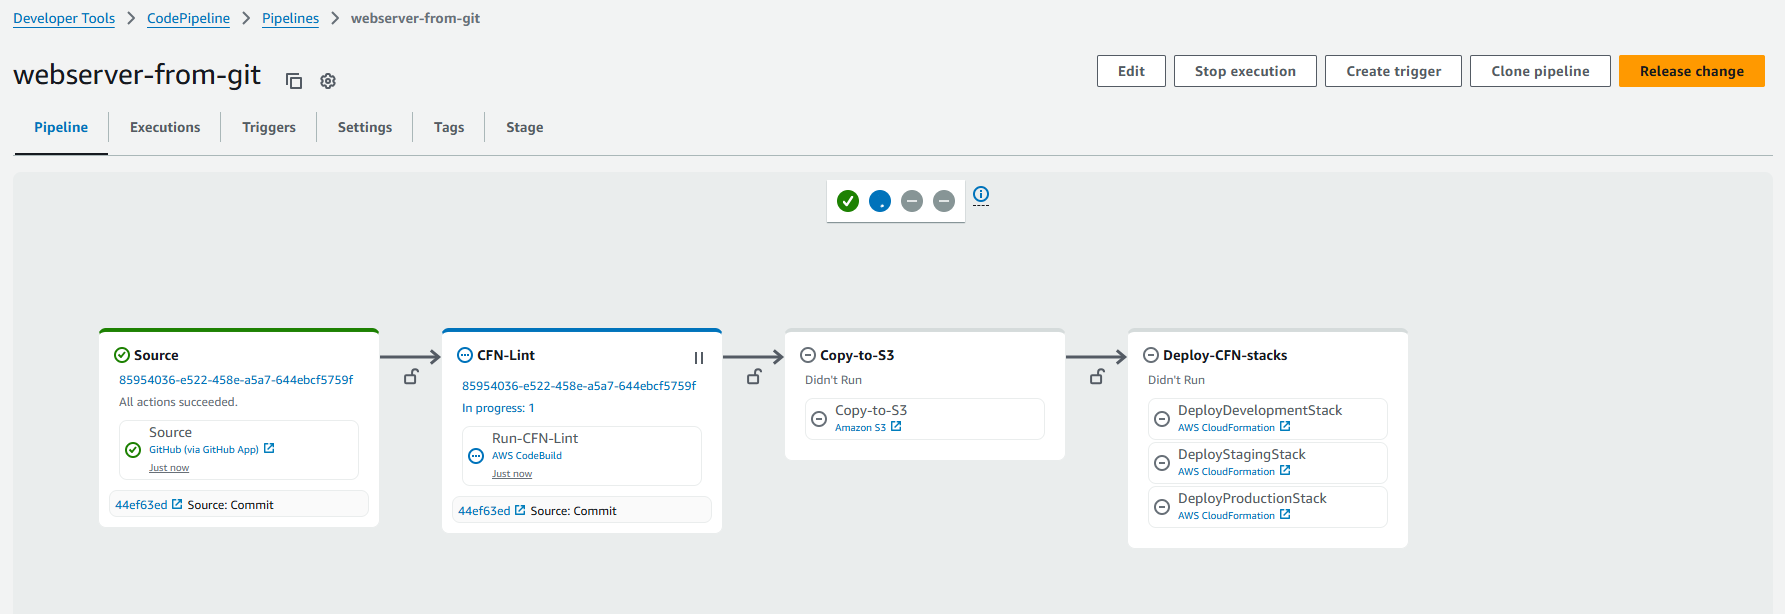 Developer Tools > CodePipeline > Pipelines > webserver-from-git
webserver-from-git
Edit
Stop execution
Create trigger
Clone pipeline
Release change
Pipeline
Executions
Triggers
Settings
Tags
Stage
Source
85954036-e522-458e-a5a7-644ebcf5759f
All actions succeeded.
Source
GitHub (via GitHub App)
Just now
44ef63ed Source: Commit
CFN-Lint
85954036-e522-458e-a5a7-644ebcf5759f
In progress: 1
Run-CFN-Lint
AWS CodeBuild
Just now
44ef63ed Source: Commit
Copy-to-S3
Didn't Run
Copy-to-S3
Amazon S3
Deploy-CFN-stacks
Didn't Run
DeployDevelopmentStack
AWS CloudFormation
DeployStagingStack
AWS CloudFormation
DeployProductionStack
AWS CloudFormation